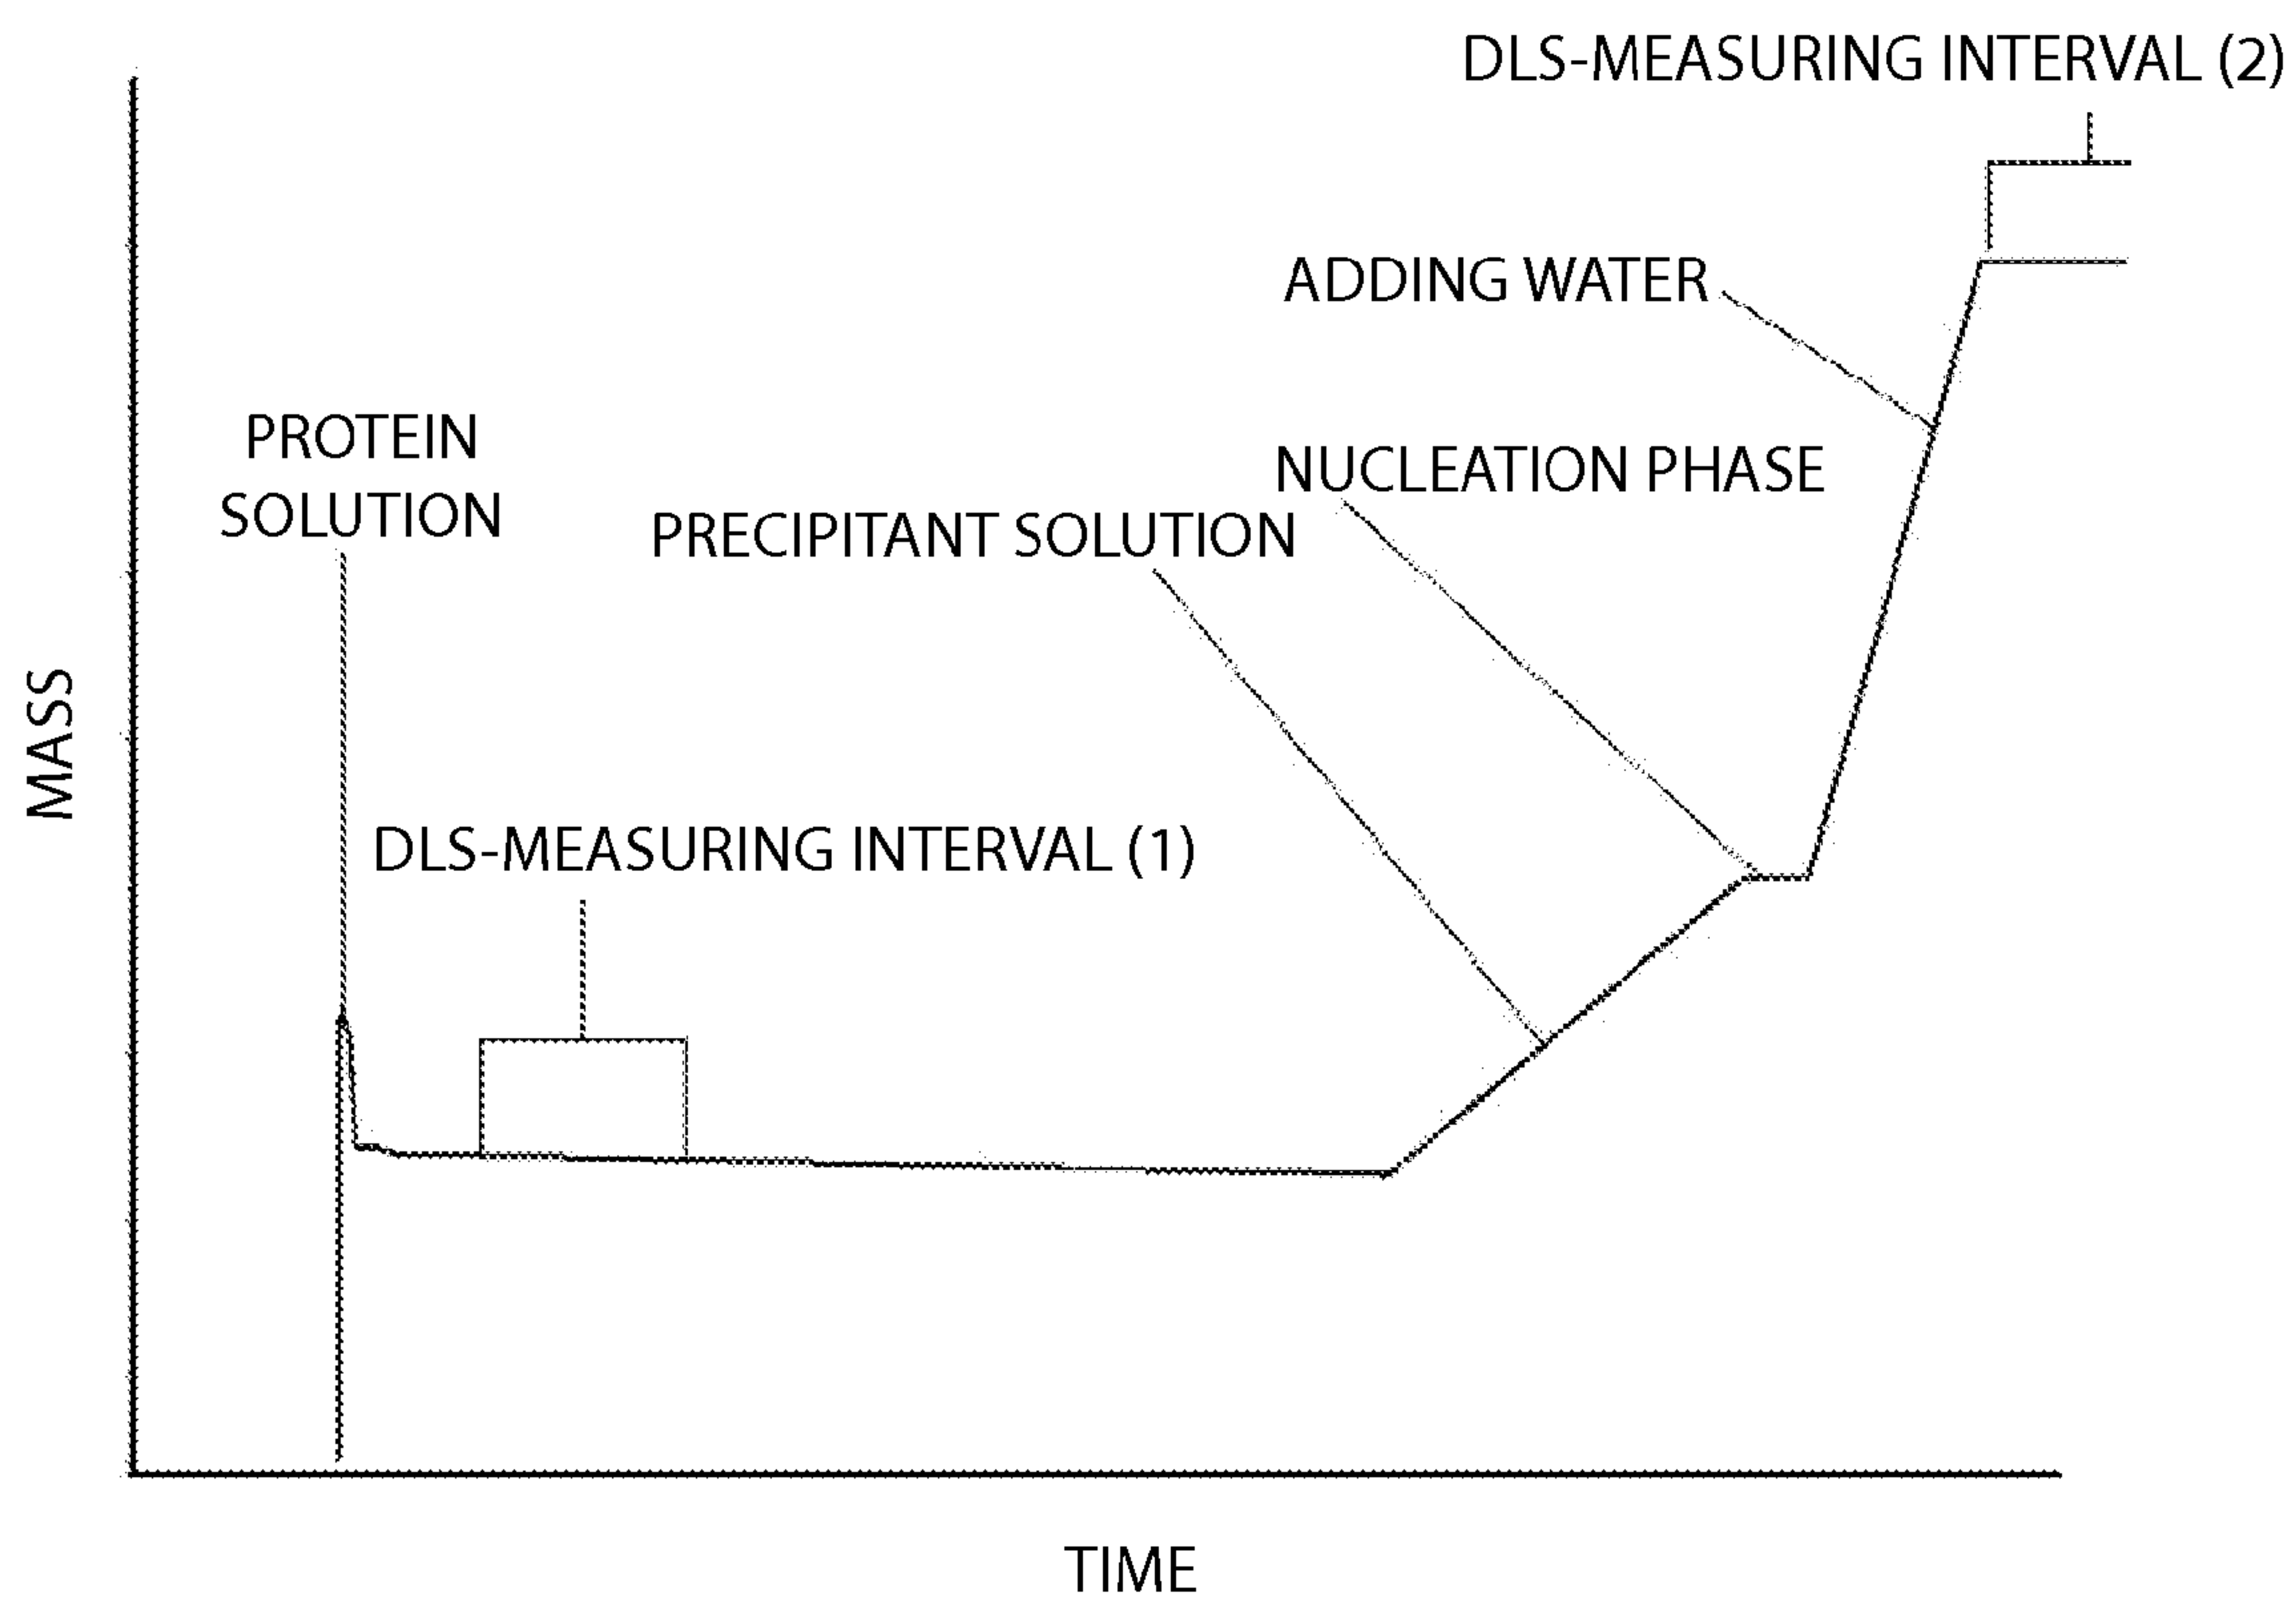 DLS-MEASURING INTERVAL (2)
ADDING WATER
PROTEIN
SOLUTION
NUCLEATION PHASE
PRECIPITANT SOLUTION
MASS
DLS-MEASURING INTERVAL (1)
TIME